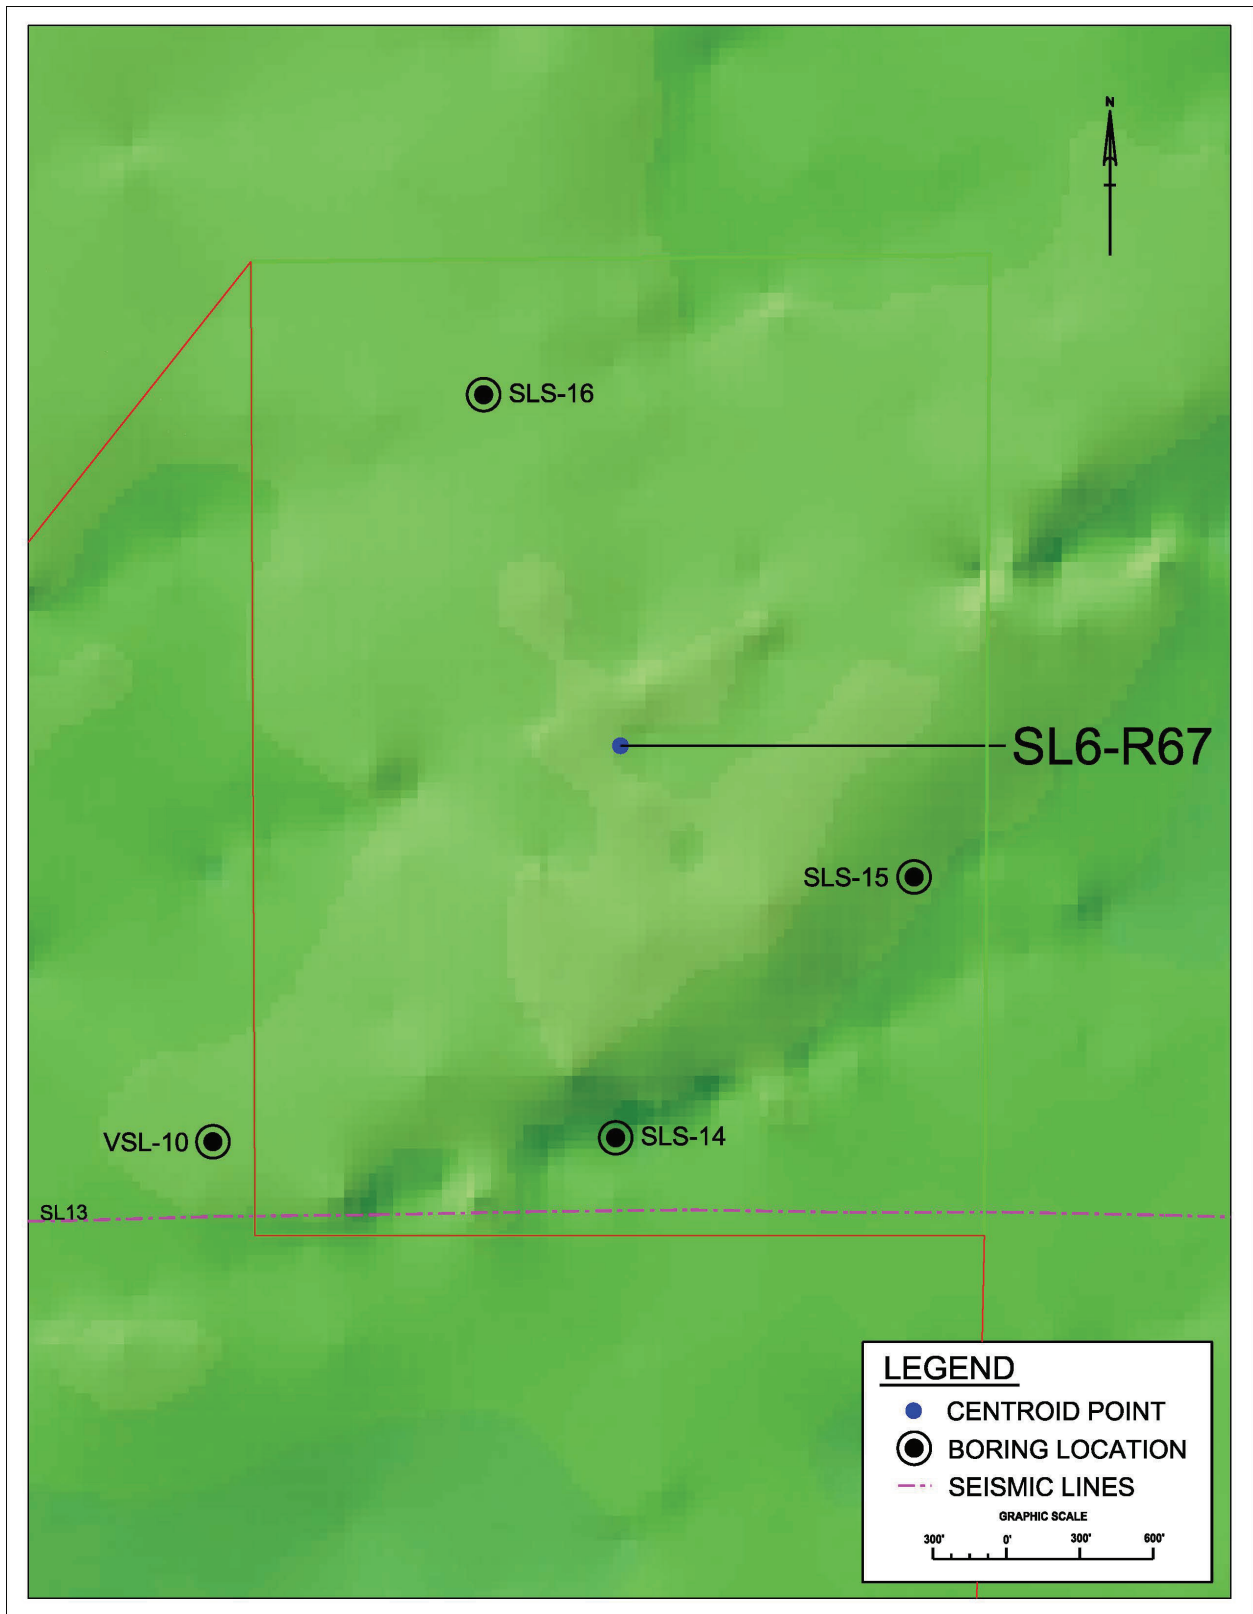 N
SLS-16
SL6-R67
SLS-15
VSL-10
SLS-14
SL13
LEGEND
CENTROID POINT
BORING LOCATION
SEISMIC LINES
GRAPHIC SCALE
300' 0' 300' 600'